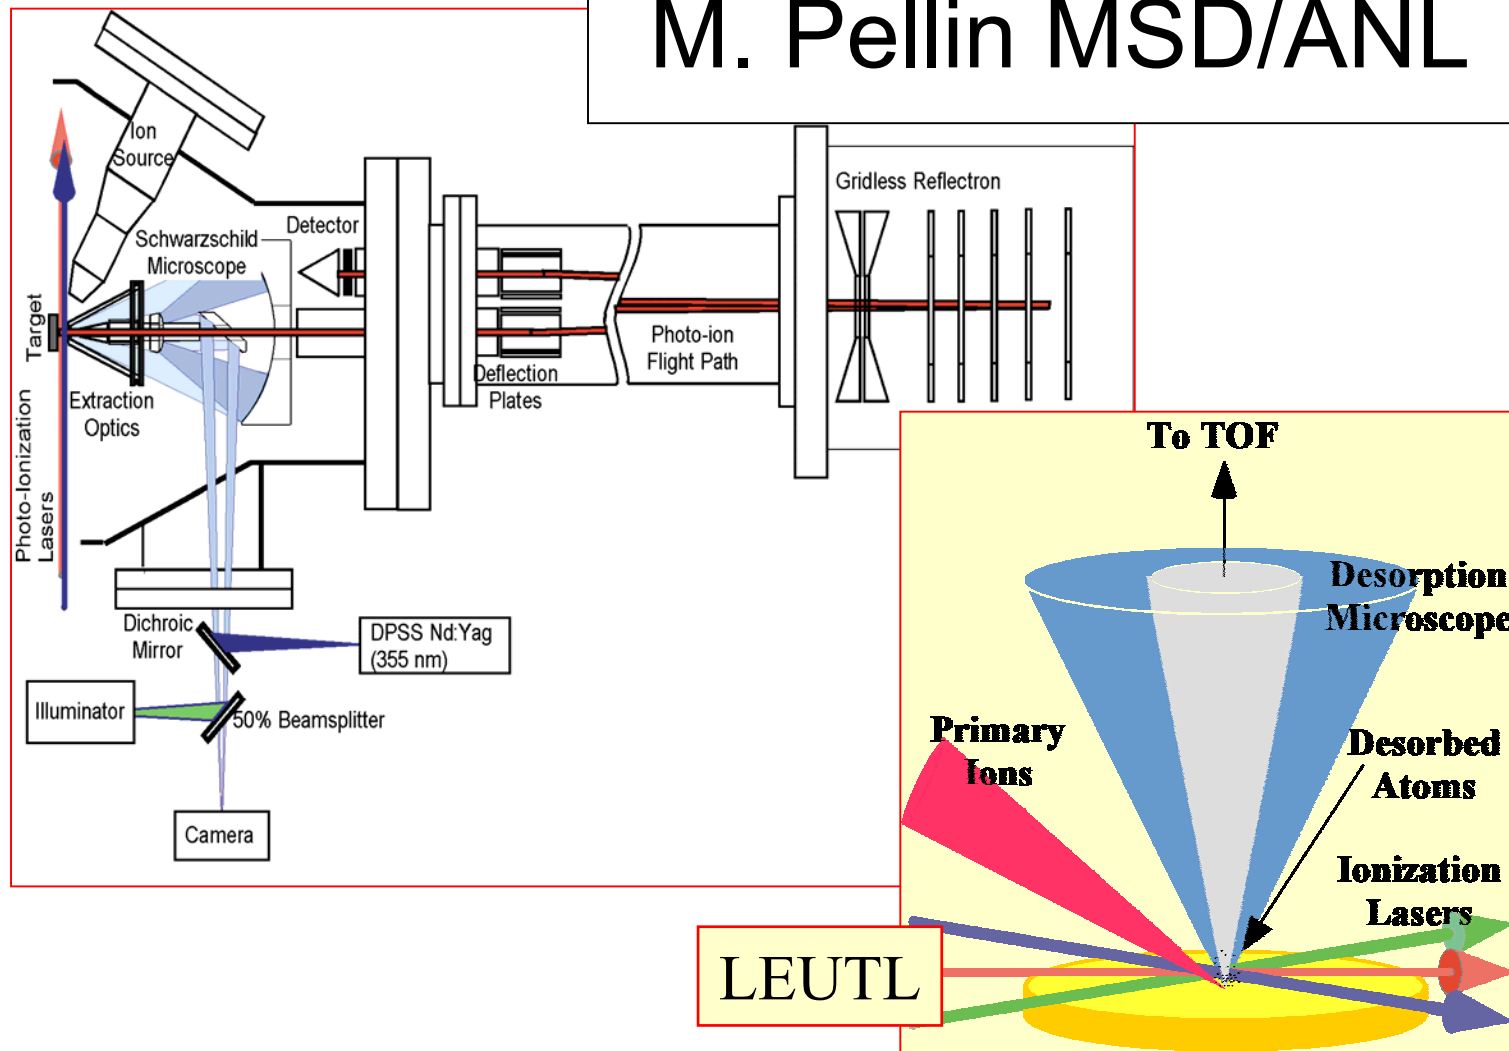 M. Pellin MSD/ANL
Ion
Source
Detector
Schwarzschild
Microscope
Gridless Reflectron
Target
Photo-ion
Flight Path
Deflection
Plates
Extraction
Optics
Photo-Ionization
Lasers
Dichroic
Mirror
DPSS Nd:Yag
(355 nm)
Illuminator
50% Beamsplitter
Camera
To TOF
Desorption
Microscope
Primary
Ions
Desorbed
Atoms
Ionization
Lasers
LEUTL